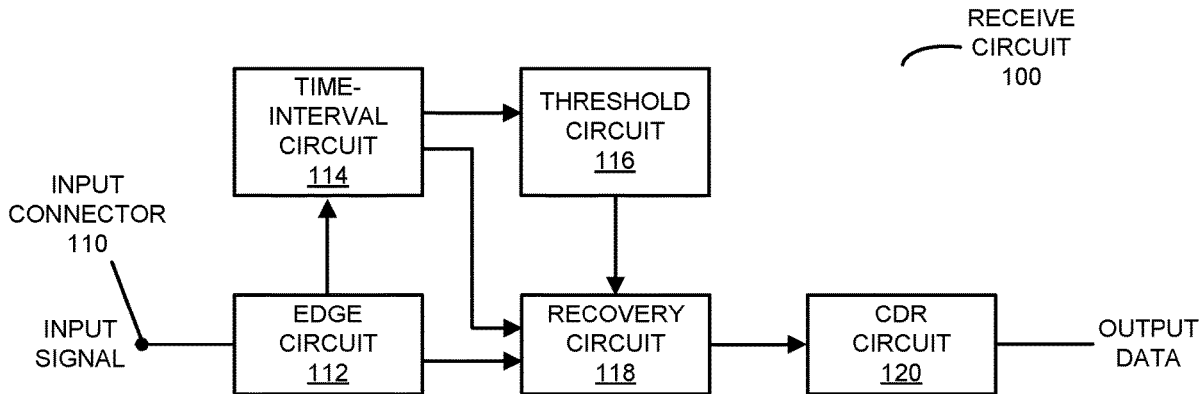 RECEIVE
CIRCUIT
100
TIME-
INTERVAL
CIRCUIT
114
THRESHOLD
CIRCUIT
116
INPUT
CONNECTOR
110
INPUT
SIGNAL
EDGE
CIRCUIT
112
RECOVERY
CIRCUIT
118
CDR
CIRCUIT
120
OUTPUT
DATA